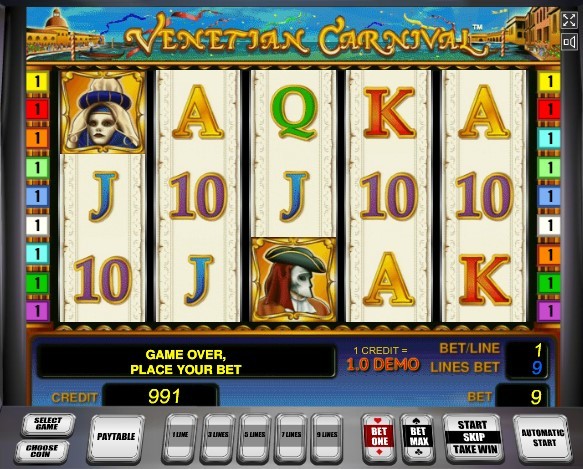 VENETIAN CARNIVAL™
1 A Q K A 1
1 1
1 1
1 J 10 J 10 10 1
1 1
1 1
1 10 J A K 1
1 1
1 1
GAME OVER,
PLACE YOUR BET
1 CREDIT =
1.0 DEMO
BET/LINE 1
LINES BET 9
CREDIT 991
BET 9
SELECT
GAME
CHOOSE
COIN
PAYTABLE
1 LINE
3 LINES
5 LINES
7 LINES
9 LINES
BET
ONE
BET
MAX
START
SKIP
TAKE WIN
AUTOMATIC
START